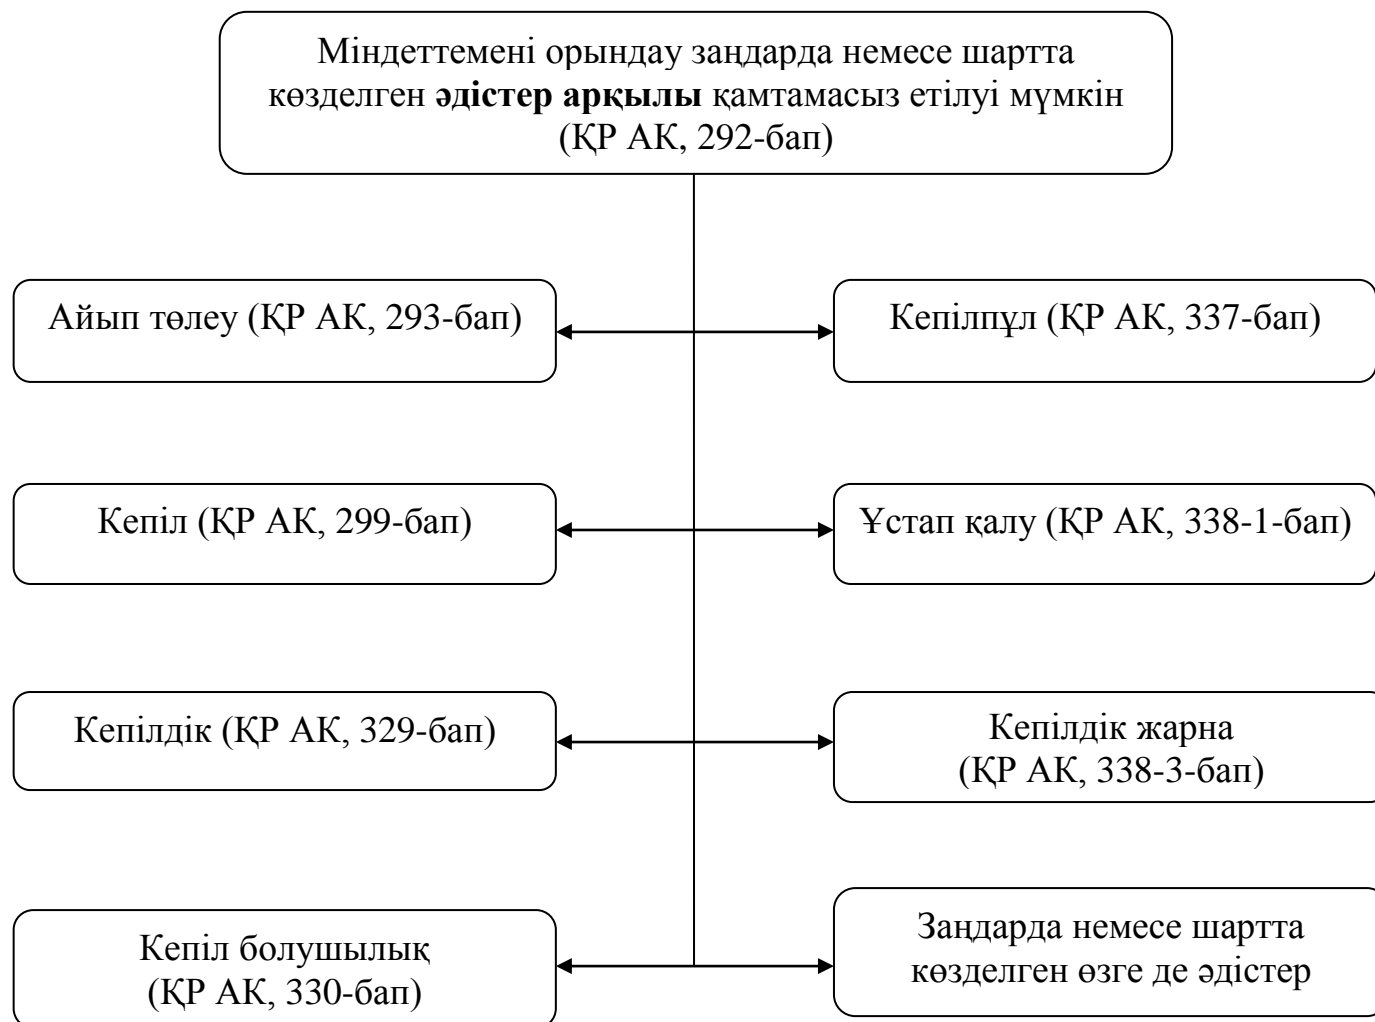 Міндеттемені орындау заңдарда немесе шартта
көзделген әдістер арқылы қамтамасыз етілуі мүмкін
(ҚР АК, 292-бап)
Айып төлеу (ҚР АК, 293-бап)
Кепілпұл (ҚР АК, 337-бап)
Кепіл (ҚР АК, 299-бап)
Ұстап қалу (ҚР АК, 338-1-бап)
Кепілдік (ҚР АК, 329-бап)
Кепілдік жарна
(ҚР АК, 338-3-бап)
Кепіл болушылық
(ҚР АК, 330-бап)
Заңдарда немесе шартта
көзделген өзге де әдістер